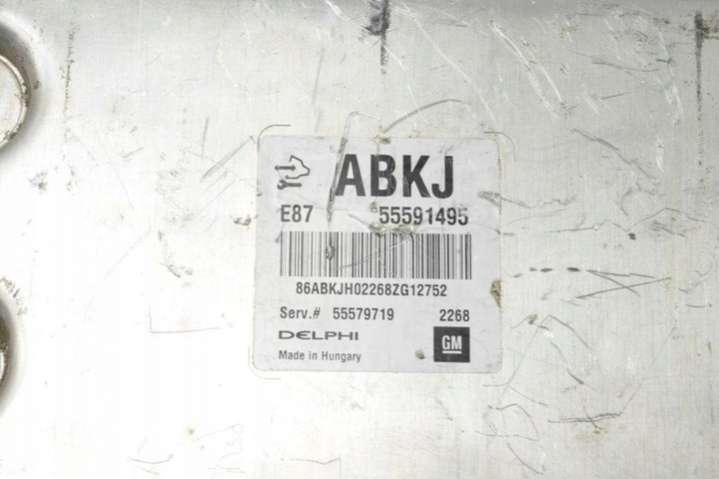 ABKJ
E87 55591495
86ABKJH02268ZG12752
Serv.# 55579719 2268
DELPHI GM
Made in Hungary